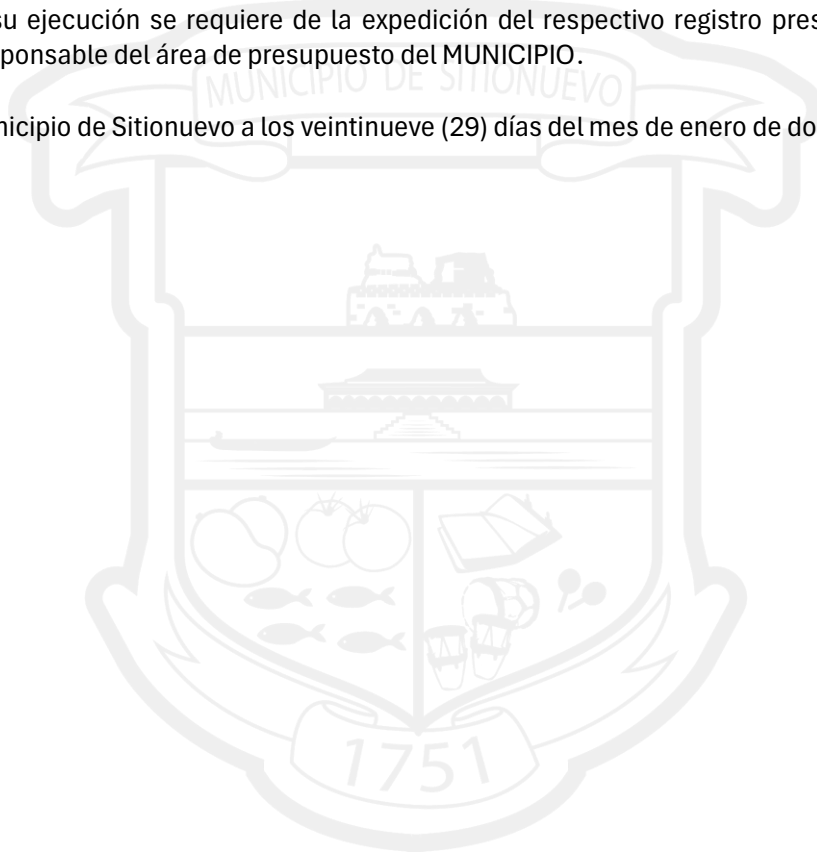 su ejecución se requiere de la expedición del respectivo registro pres
ponsable del área de presupuesto del MUNICIPIO.
MUNICIPIO DE SITIONUEVO
nicipio de Sitionuevo a los veintinueve (29) días del mes de enero de do
1751